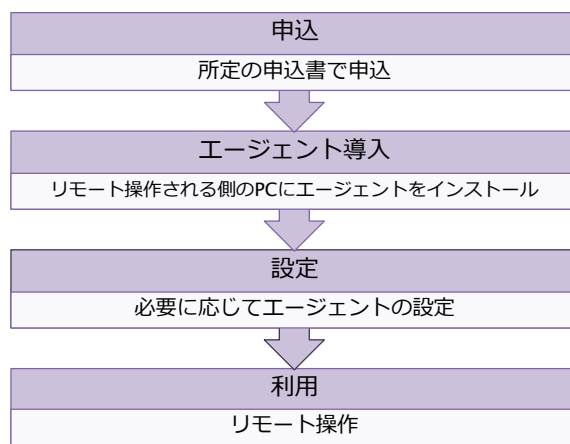 申込
所定の申込書で申込
エージェント導入
リモート操作される側のPCにエージェントをインストール
設定
必要に応じてエージェントの設定
利用
リモート操作